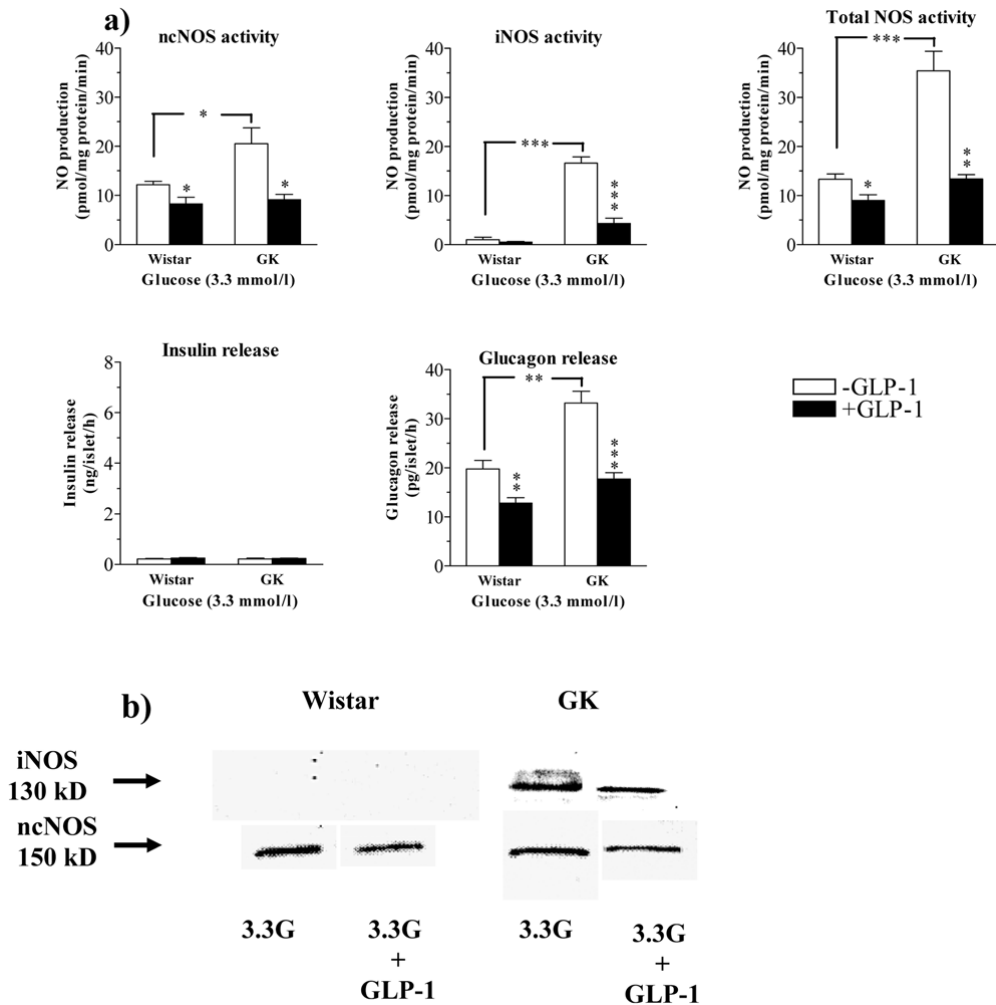 a)
ncNOS activity
NO production
(pmol/mg protein/min)
40
30
20
10
0
*
*
*
Wistar GK
Glucose (3.3 mmol/l)
iNOS activity
NO production
(pmol/mg protein/min)
40
30
20
10
0
***
***
Wistar GK
Glucose (3.3 mmol/l)
Total NOS activity
NO production
(pmol/mg protein/min)
40
30
20
10
0
***
*
**
Wistar GK
Glucose (3.3 mmol/l)
Insulin release
Insulin release
(ng/islet/h)
8
6
4
2
0
Wistar GK
Glucose (3.3 mmol/l)
Glucagon release
Glucagon release
(pg/islet/h)
40
30
20
10
0
**
**
***
Wistar GK
Glucose (3.3 mmol/l)
-GLP-1
+GLP-1
b)
Wistar GK
iNOS
130 kD
ncNOS
150 kD
3.3G
3.3G
+
GLP-1
3.3G
3.3G
+
GLP-1